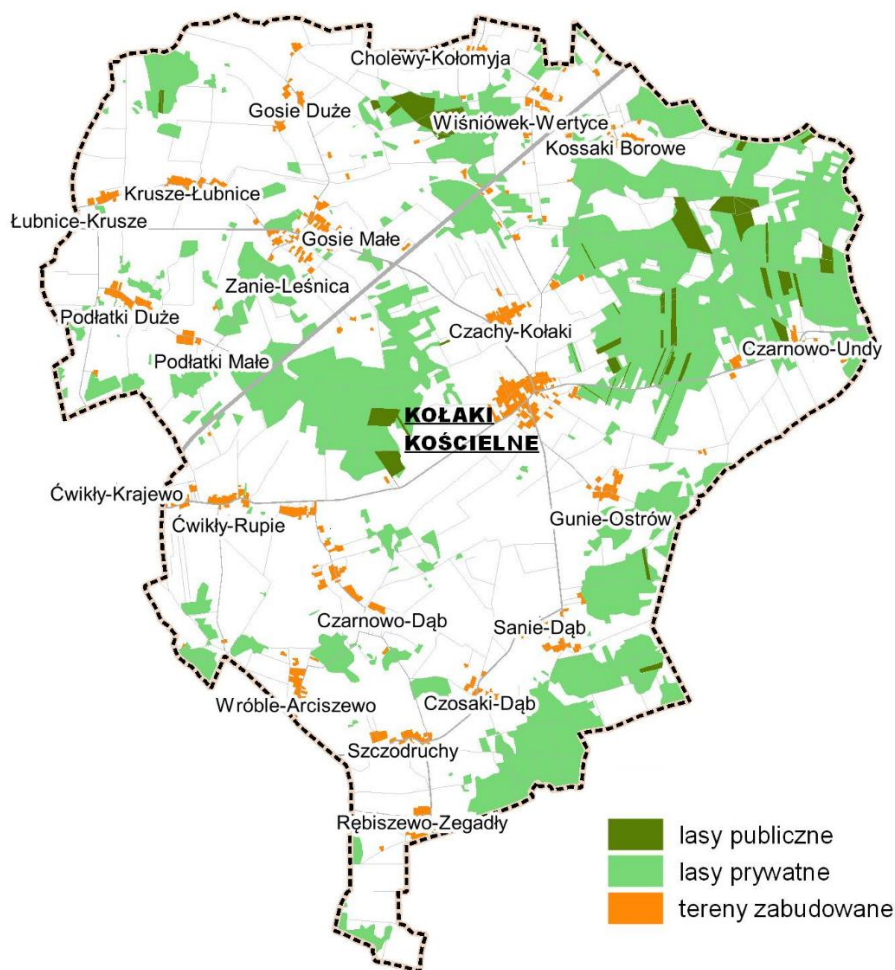 Cholewy-Kołomyja
Gosie Duże
Wiśniówek-Wertyce
Kossaki Borowe
Krusze-Łubnice
Łubnice-Krusze
Gosie Małe
Zanie-Leśnica
Podłatki Duże
Czachy-Kołaki
Podłatki Małe
Czarnowo-Undy
KOŁAKI
KOŚCIELNE
Ćwikły-Krajewo
Ćwikły-Rupie
Gunie-Ostrów
Czarnowo-Dąb
Sanie-Dąb
Wróble-Arciszewo
Czosaki-Dąb
Szczodruchy
Rębiszewo-Zegadły
lasy publiczne
lasy prywatne
tereny zabudowane